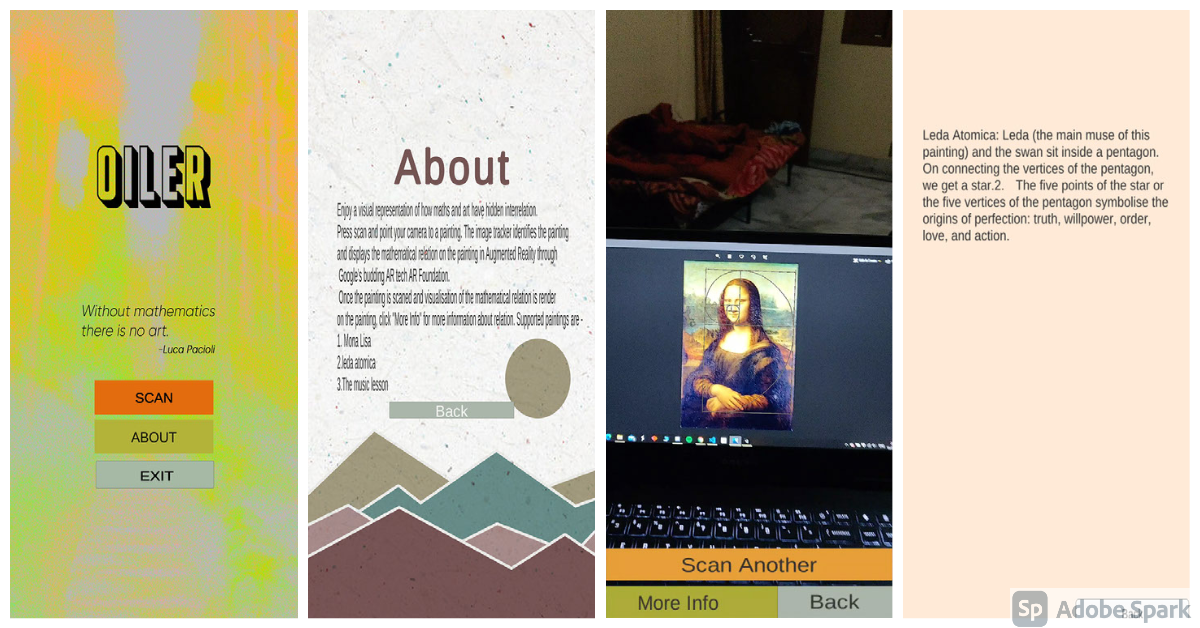 OILER
Without mathematics
there is no art.
-Luca Pacioli
SCAN
ABOUT
EXIT
About
Enjoy a visual representation of how maths and art have hidden interrelation.
Press scan and point your camera to a painting. The image tracker identifies the painting
and displays the mathematical relation on the painting in Augmented Reality through
Google's budding AR tech AR Foundation.
Once the painting is scaned and visualisation of the mathematical relation is render
on the painting, click "More Info" for more information about relation. Supported paintings are -
1. Mona Lisa
2.leda atomica
3.The music lesson
Back
Scan Another
More Info
Back
Leda Atomica: Leda (the main muse of this
painting) and the swan sit inside a pentagon.
On connecting the vertices of the pentagon,
we get a star.2. The five points of the star or
the five vertices of the pentagon symbolise the
origins of perfection: truth, willpower, order,
love, and action.
Back
Sp Adobe Spark